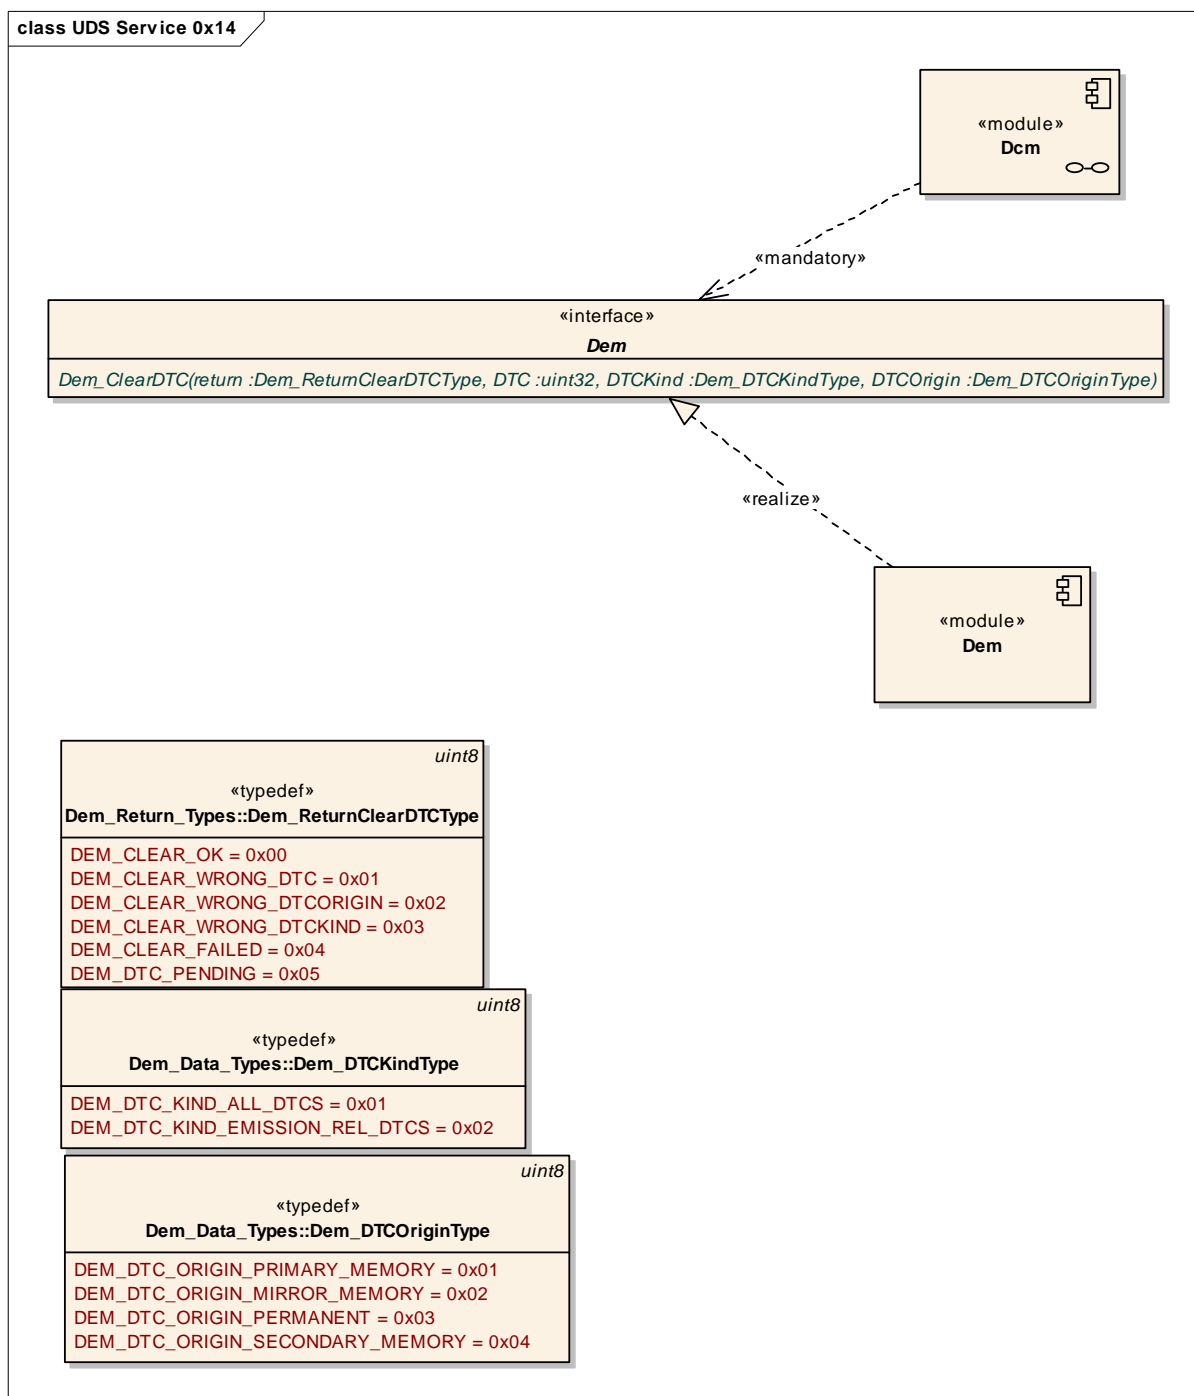 class UDS Service 0x14
«module»
Dcm
«mandatory»
«interface»
Dem
Dem_ClearDTC(return :Dem_ReturnClearDTCType, DTC :uint32, DTCKind :Dem_DTCKindType, DTCOrigin :Dem_DTCOriginType)
«realize»
«module»
Dem
uint8
«typedef»
Dem_Return_Types::Dem_ReturnClearDTCType
DEM_CLEAR_OK = 0x00
DEM_CLEAR_WRONG_DTC = 0x01
DEM_CLEAR_WRONG_DTCORIGIN = 0x02
DEM_CLEAR_WRONG_DTCKIND = 0x03
DEM_CLEAR_FAILED = 0x04
DEM_DTC_PENDING = 0x05
uint8
«typedef»
Dem_Data_Types::Dem_DTCKindType
DEM_DTC_KIND_ALL_DTCS = 0x01
DEM_DTC_KIND_EMISSION_REL_DTCS = 0x02
uint8
«typedef»
Dem_Data_Types::Dem_DTCOriginType
DEM_DTC_ORIGIN_PRIMARY_MEMORY = 0x01
DEM_DTC_ORIGIN_MIRROR_MEMORY = 0x02
DEM_DTC_ORIGIN_PERMANENT = 0x03
DEM_DTC_ORIGIN_SECONDARY_MEMORY = 0x04